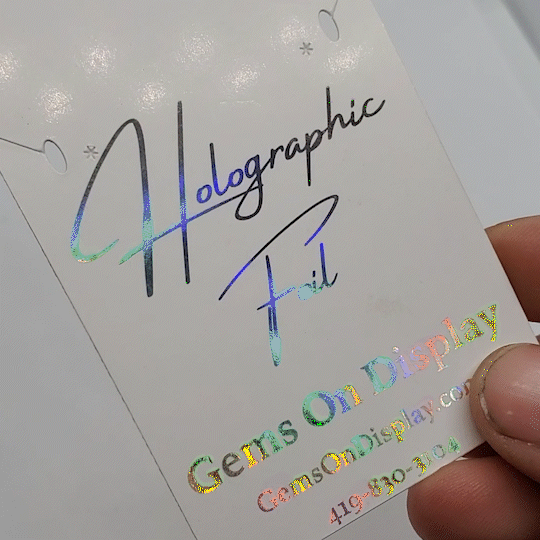 Holographic
Foil
Gems On Display
GemsOnDisplay.com
419-830-3104